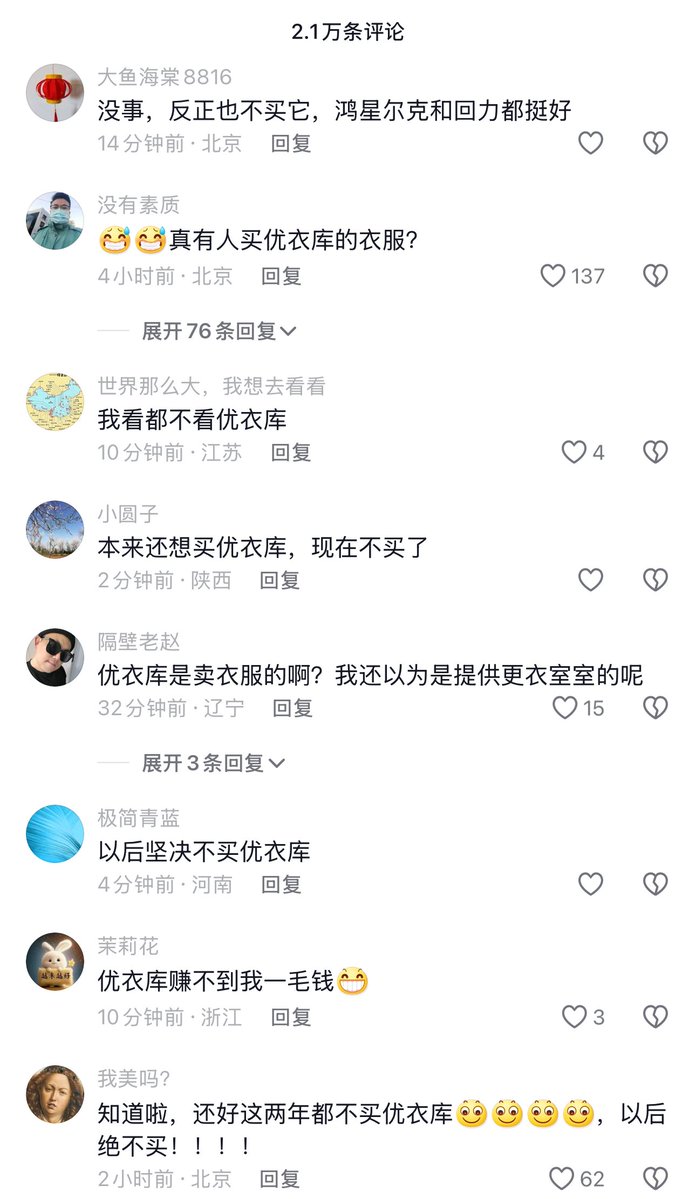 2.1万条评论
大鱼海棠8816
没事，反正也不买它，鸿星尔克和回力都挺好
14分钟前 · 北京 回复
没有素质
😅😅真有人买优衣库的衣服?
4小时前 · 北京 回复 137
展开76条回复
世界那么大，我想去看看
我看都不看优衣库
10分钟前 · 江苏 回复 4
小圆子
本来还想买优衣库，现在不买了
2分钟前 · 陕西 回复
隔壁老赵
优衣库是卖衣服的啊？我还以为是提供更衣室室的呢
32分钟前 · 辽宁 回复 15
展开3条回复
极简青蓝
以后坚决不买优衣库
4分钟前 · 河南 回复
越来越好
茉莉花
优衣库赚不到我一毛钱😁
10分钟前 · 浙江 回复 3
我美吗?
知道啦，还好这两年都不买优衣库🙄🙄🙄🙄，以后
绝不买！！！！
2小时前 · 北京 回复 62